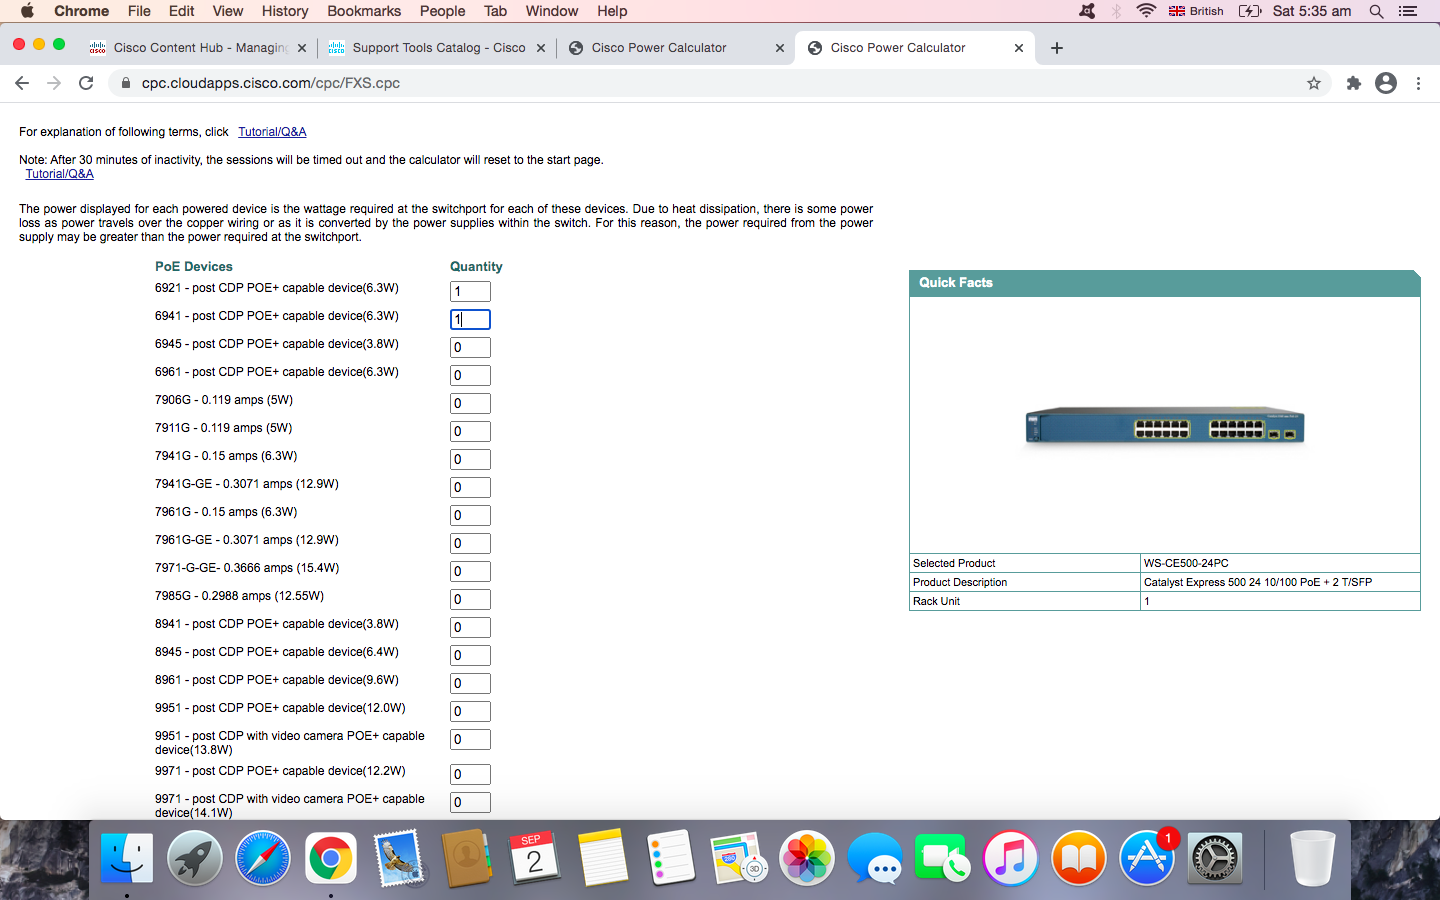 Chrome File Edit View History Bookmarks People Tab Window Help British Sat 5:35 am
Cisco Content Hub - Managing Support Tools Catalog - Cisco Cisco Power Calculator Cisco Power Calculator
cpc.cloudapps.cisco.com/cpc/FXS.cpc
For explanation of following terms, click Tutorial/Q&A
Note: After 30 minutes of inactivity, the sessions will be timed out and the calculator will reset to the start page.
Tutorial/Q&A
The power displayed for each powered device is the wattage required at the switchport for each of these devices. Due to heat dissipation, there is some power
loss as power travels over the copper wiring or as it is converted by the power supplies within the switch. For this reason, the power required from the power
supply may be greater than the power required at the switchport.
PoE Devices Quantity
6921 - post CDP POE+ capable device(6.3W) 1
6941 - post CDP POE+ capable device(6.3W) 1
6945 - post CDP POE+ capable device(3.8W) 0
6961 - post CDP POE+ capable device(6.3W) 0
7906G - 0.119 amps (5W) 0
7911G - 0.119 amps (5W) 0
7941G - 0.15 amps (6.3W) 0
7941G-GE - 0.3071 amps (12.9W) 0
7961G - 0.15 amps (6.3W) 0
7961G-GE - 0.3071 amps (12.9W) 0
7971-G-GE- 0.3666 amps (15.4W) 0
7985G - 0.2988 amps (12.55W) 0
8941 - post CDP POE+ capable device(3.8W) 0
8945 - post CDP POE+ capable device(6.4W) 0
8961 - post CDP POE+ capable device(9.6W) 0
9951 - post CDP POE+ capable device(12.0W) 0
9951 - post CDP with video camera POE+ capable 0
device(13.8W)
9971 - post CDP POE+ capable device(12.2W) 0
9971 - post CDP with video camera POE+ capable 0
device(14.1W)
Quick Facts
Selected Product WS-CE500-24PC
Product Description Catalyst Express 500 24 10/100 PoE + 2 T/SFP
Rack Unit 1
SEP
2
280
3D
1